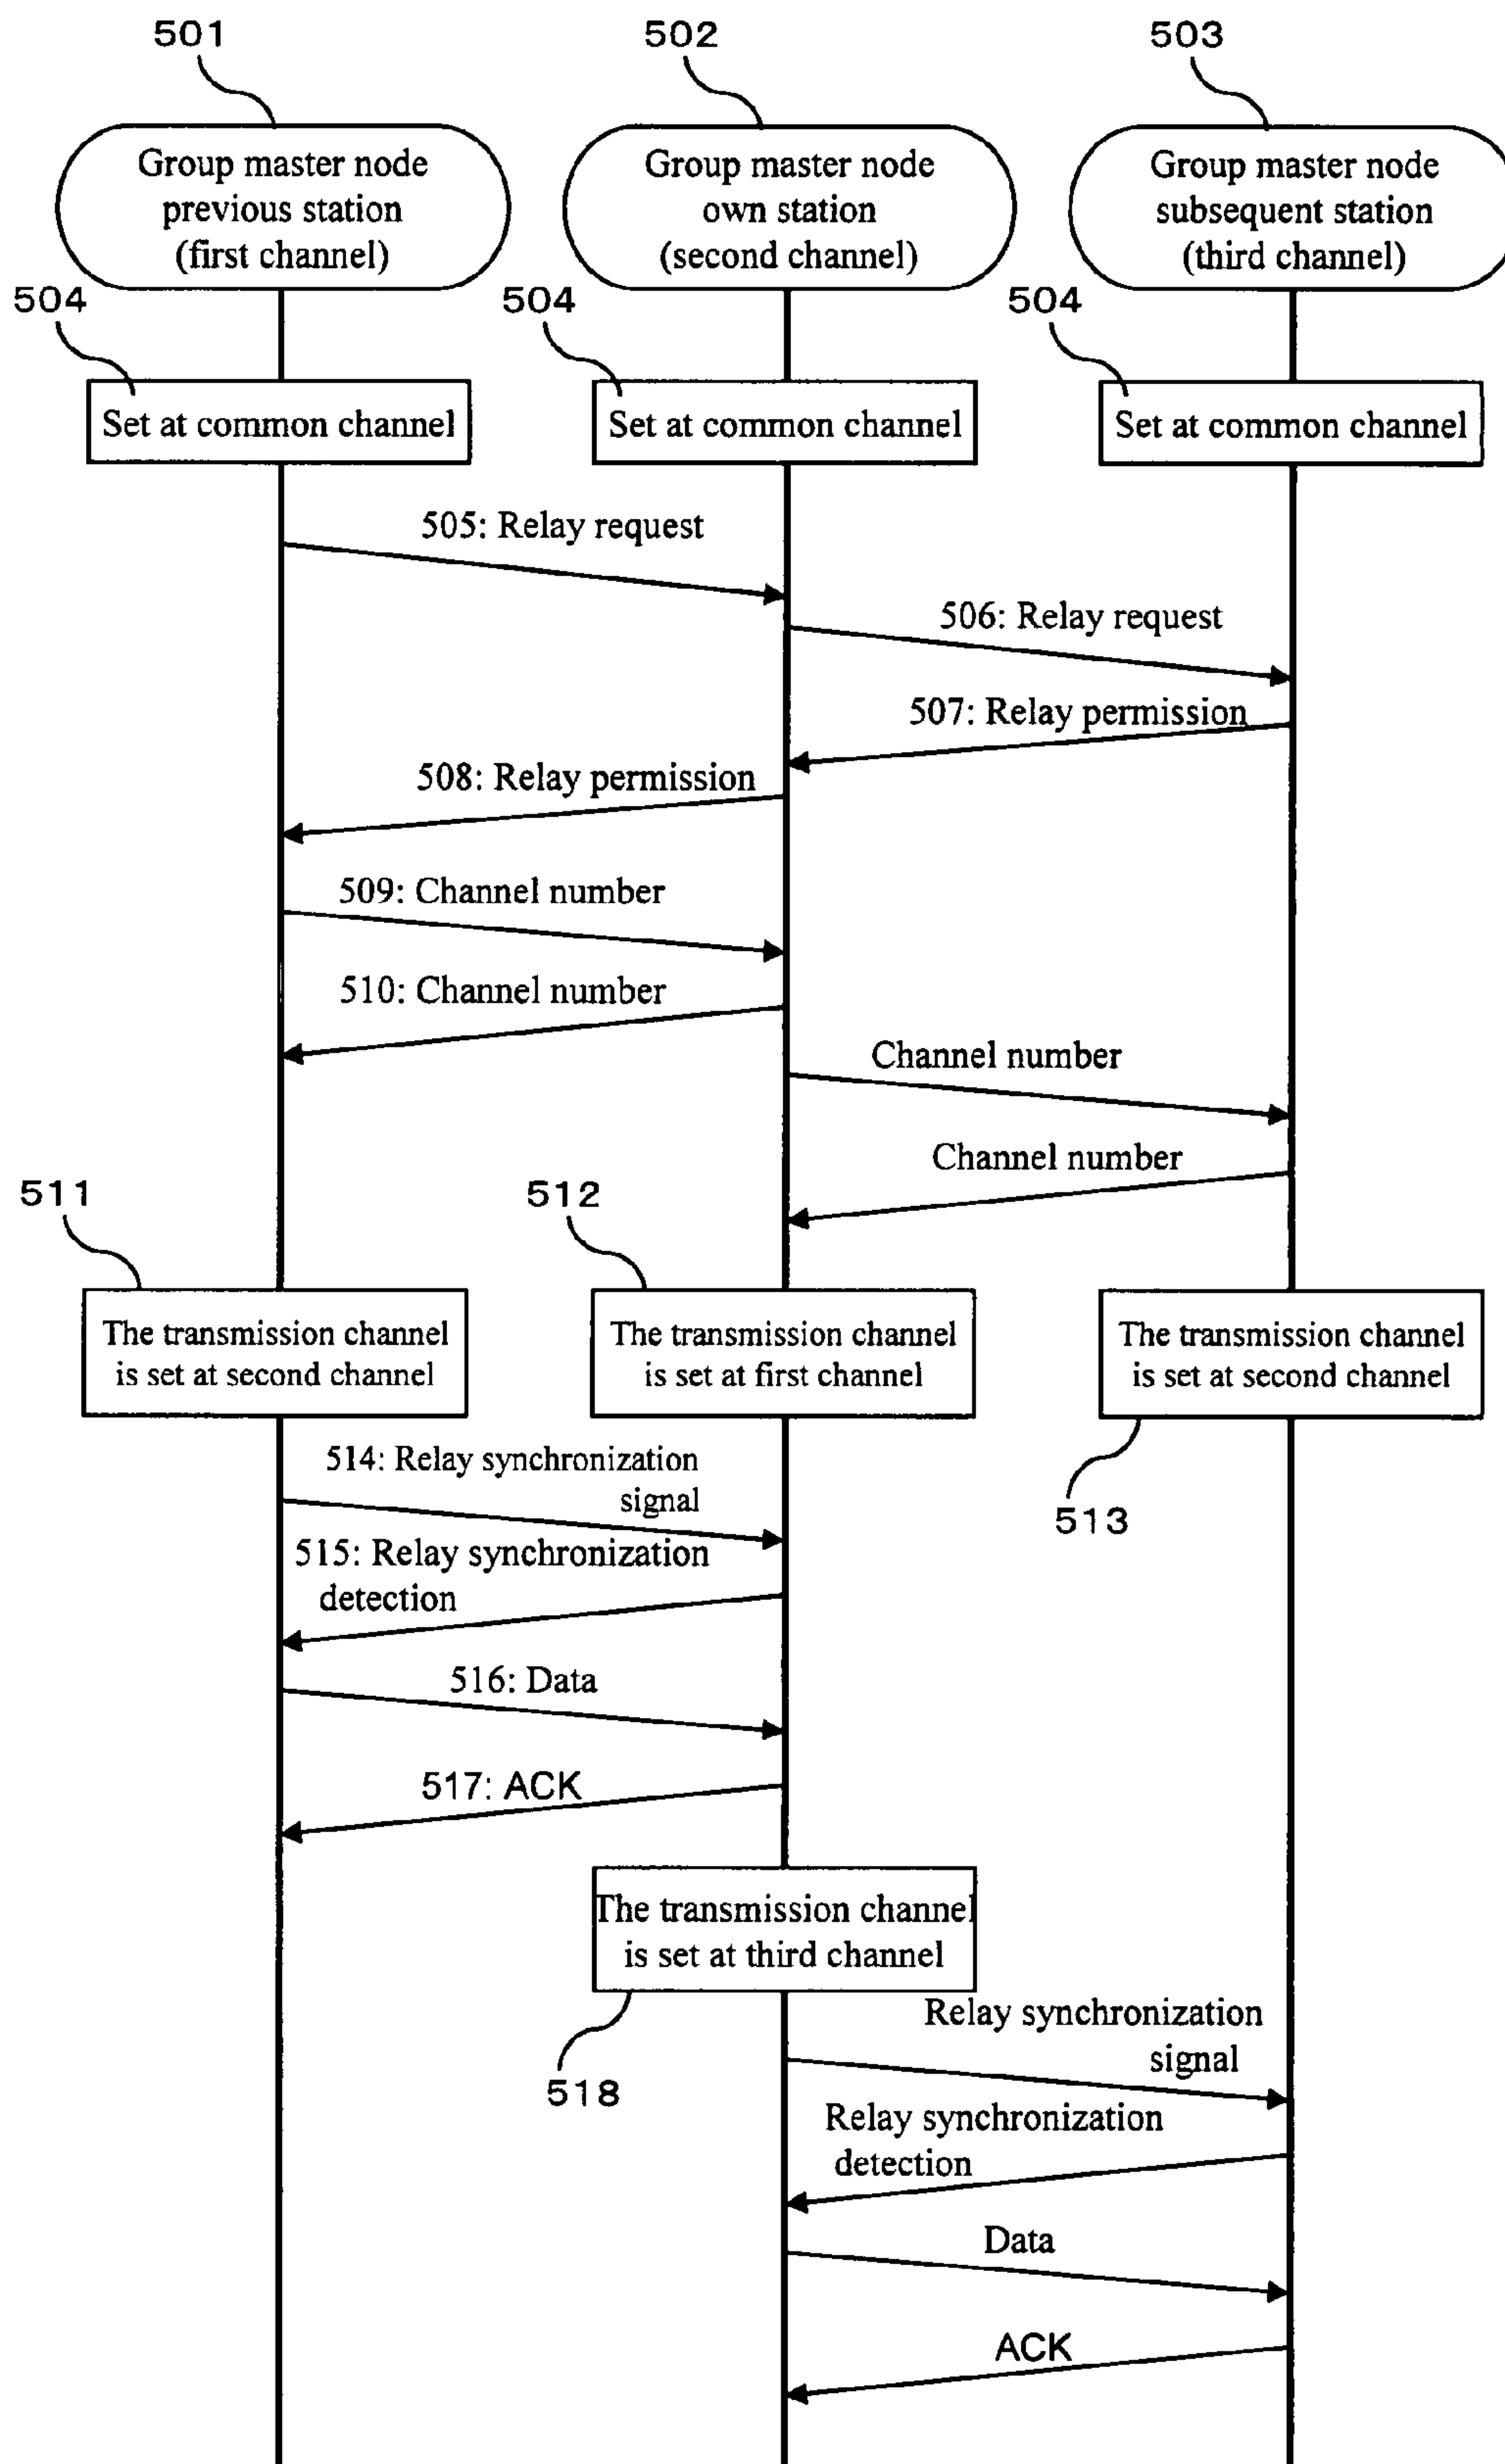 501
502
503
Group master node
previous station
(first channel)
Group master node
own station
(second channel)
Group master node
subsequent station
(third channel)
504
504
504
Set at common channel
Set at common channel
Set at common channel
505: Relay request
506: Relay request
507: Relay permission
508: Relay permission
509: Channel number
510: Channel number
Channel number
Channel number
511
512
The transmission channel
is set at second channel
The transmission channel
is set at first channel
The transmission channel
is set at second channel
513
514: Relay synchronization
signal
515: Relay synchronization
detection
516: Data
517: ACK
The transmission channel
is set at third channel
518
Relay synchronization
signal
Relay synchronization
detection
Data
ACK